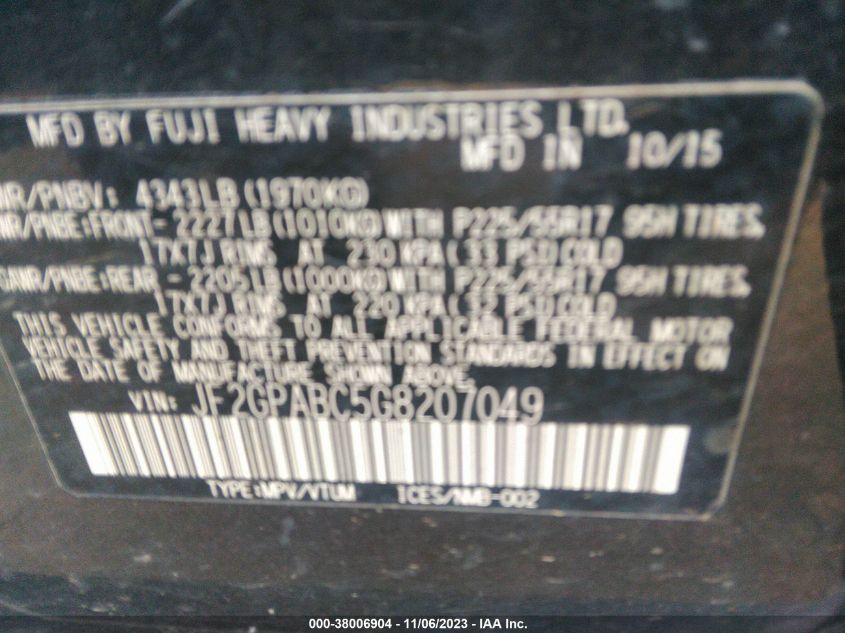 MFD BY FUJI HEAVY INDUSTRIES LTD.
MFD IN 10/15
/PNBV: 4343LB(1970KG)
/PNBE:FRONT-2227LB(1010KG)WITH P225/55R17 95H TIRES,
17X7J RIMS AT 230 KPA(33 PSI)COLD
GAWR/PNBE:REAR -2205LB(1000KG)WITH P225/55R17 95H TIRES,
17X7J RIMS AT 220 KPA(32 PSI)COLD
THIS VEHICLE CONFORMS TO ALL APPLICABLE FEDERAL MOTOR
VEHICLE SAFETY AND THEFT PREVENTION STANDARDS IN EFFECT ON
THE DATE OF MANUFACTURE SHOWN ABOVE.
VIN: JF2GPABC5G8207049
TYPE:MPV/VTUM ICES/NMB-002
000-38006904 - 11/06/2023 - IAA Inc.